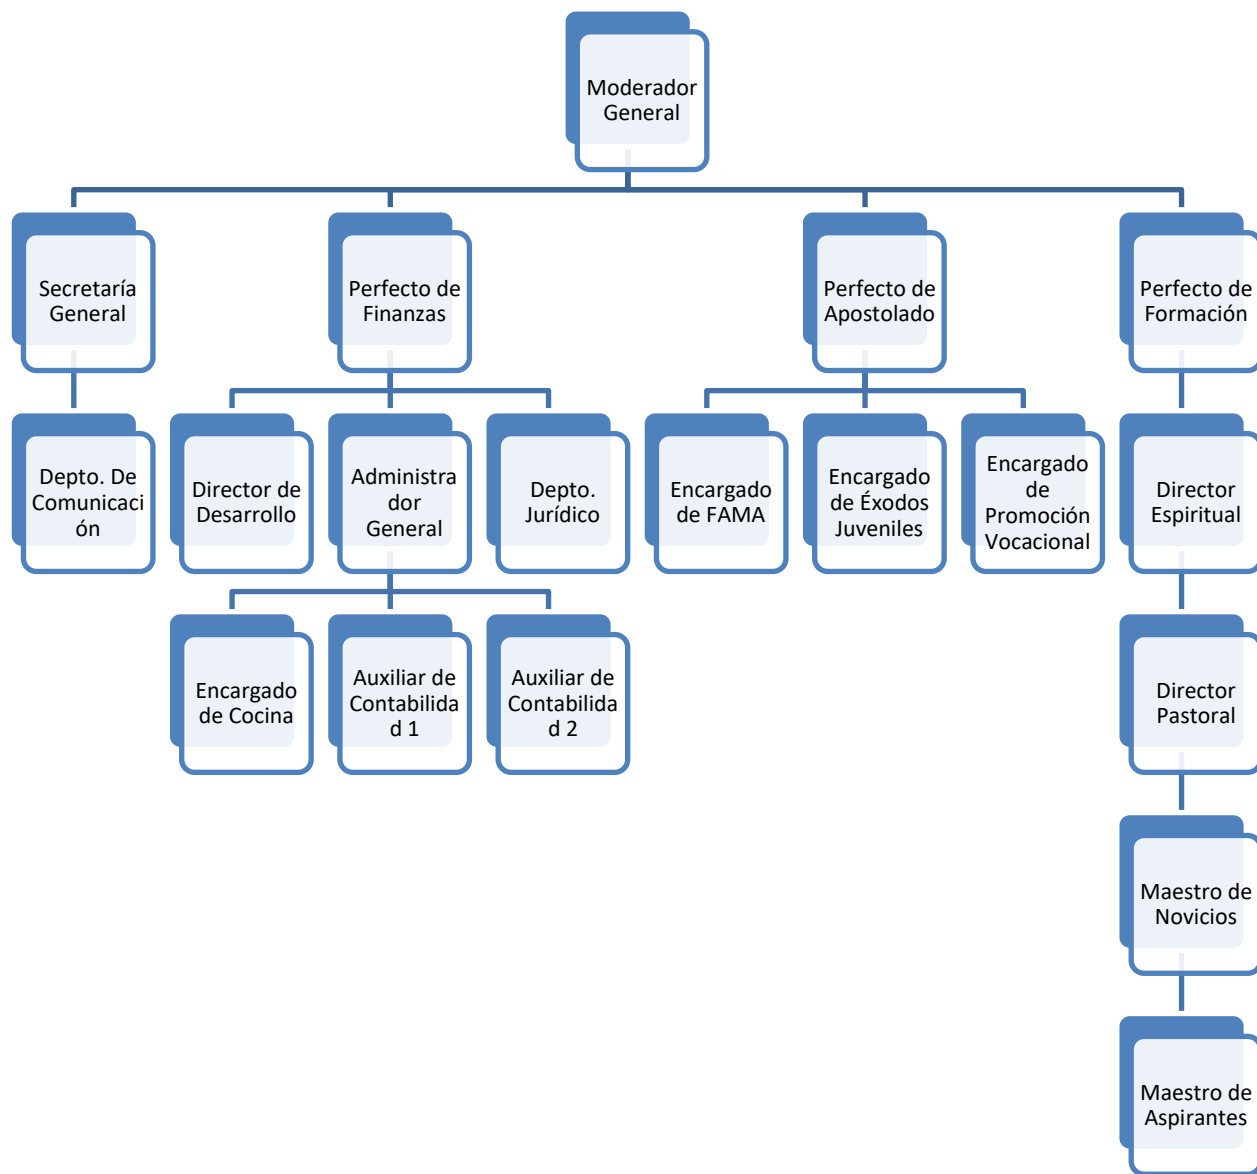 Moderador
General
Secretaría
General
Perfecto de
Finanzas
Perfecto de
Apostolado
Perfecto de
Formación
Depto. De
Comunicaci
ón
Director de
Desarrollo
Administra
dor
General
Depto.
Jurídico
Encargado
de FAMA
Encargado
de Éxodos
Juveniles
Encargado
de
Promoción
Vocacional
Director
Espiritual
Encargado
de Cocina
Auxiliar de
Contabilida
d 1
Auxiliar de
Contabilida
d 2
Director
Pastoral
Maestro de
Novicios
Maestro de
Aspirantes